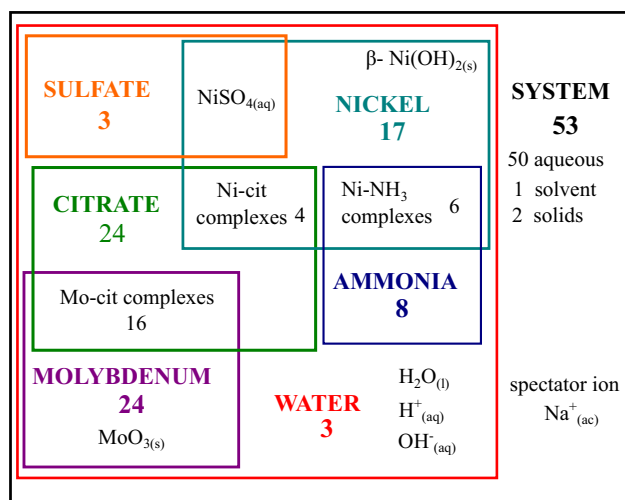 β- Ni(OH)2(s)
SULFATE
3
NiSO4(aq)
NICKEL
17
SYSTEM
53
50 aqueous
1 solvent
2 solids
CITRATE
24
Ni-cit
complexes 4
Ni-NH3
complexes 6
AMMONIA
8
Mo-cit complexes
16
MOLYBDENUM
24
MoO3(s)
WATER
3
H2O(l)
H+(aq)
OH-(aq)
spectator ion
Na+(ac)